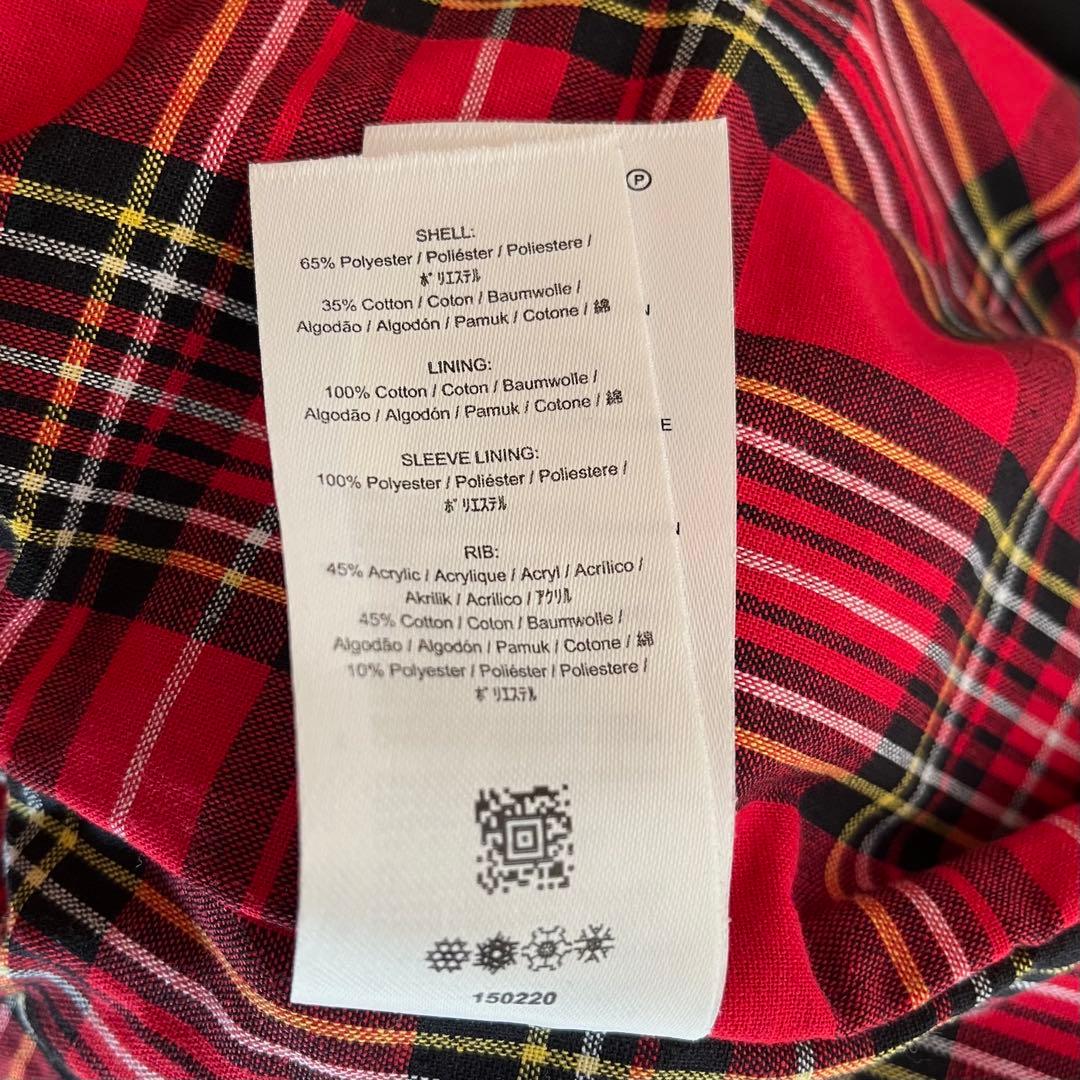 SHELL:
65% Polyester / Poliéster / Poliestere /
ﾎﾟﾘｴｽﾃﾙ
35% Cotton / Coton / Baumwolle /
Algodão / Algodón / Pamuk / Cotone / 綿
LINING:
100% Cotton / Coton / Baumwolle /
Algodão / Algodón / Pamuk / Cotone / 綿
SLEEVE LINING:
100% Polyester / Poliéster / Poliestere /
ﾎﾟﾘｴｽﾃﾙ
RIB:
45% Acrylic / Acrylique / Acryl / Acrílico /
Akrilik / Acrilico / ｱｸﾘﾙ
45% Cotton / Coton / Baumwolle /
Algodão / Algodón / Pamuk / Cotone / 綿
10% Polyester / Poliéster / Poliestere /
ﾎﾟﾘｴｽﾃﾙ
150220
P
E